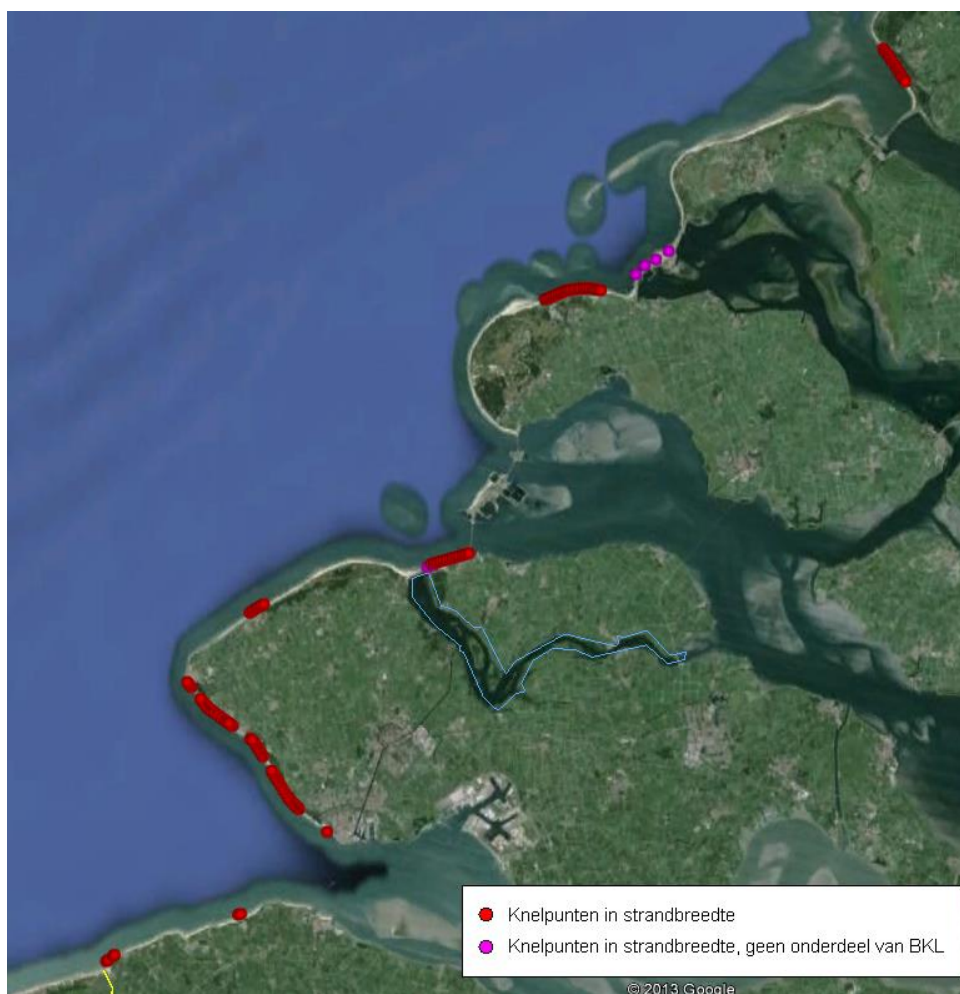 Knelpunten in strandbreedte
Knelpunten in strandbreedte, geen onderdeel van BKL
© 2013 Google